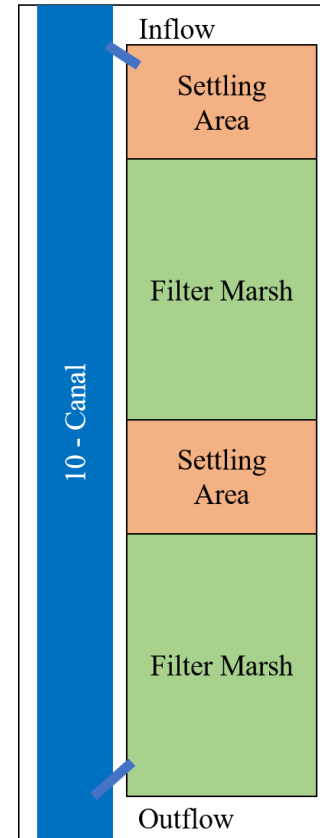 Inflow
Settling
Area
Filter Marsh
10 - Canal
Settling
Area
Filter Marsh
Outflow